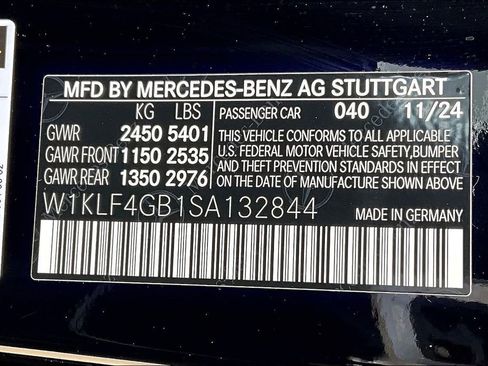 MFD BY MERCEDES-BENZ AG STUTTGART
KG LBS PASSENGER CAR 040 11/24
GVWR 2450 5401 THIS VEHICLE CONFORMS TO ALL APPLICABLE
GAWR FRONT 1150 2535 U.S. FEDERAL MOTOR VEHICLE SAFETY, BUMPER
AND THEFT PREVENTION STANDARDS IN EFFECT
GAWR REAR 1350 2976 ON THE DATE OF MANUFACTURE SHOWN ABOVE.
W1KLF4GB1SA132844 MADE IN GERMANY